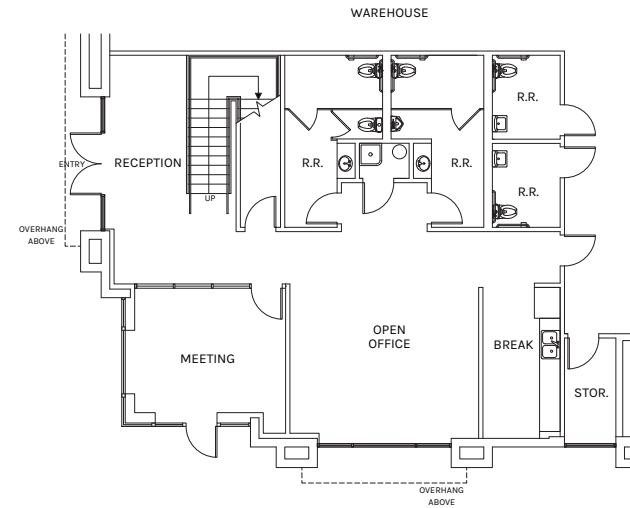 WAREHOUSE
R.R.
ENTRY
RECEPTION
R.R.
R.R.
R.R.
UP
OVERHANG
ABOVE
OPEN
OFFICE
BREAK
MEETING
STOR.
OVERHANG
ABOVE